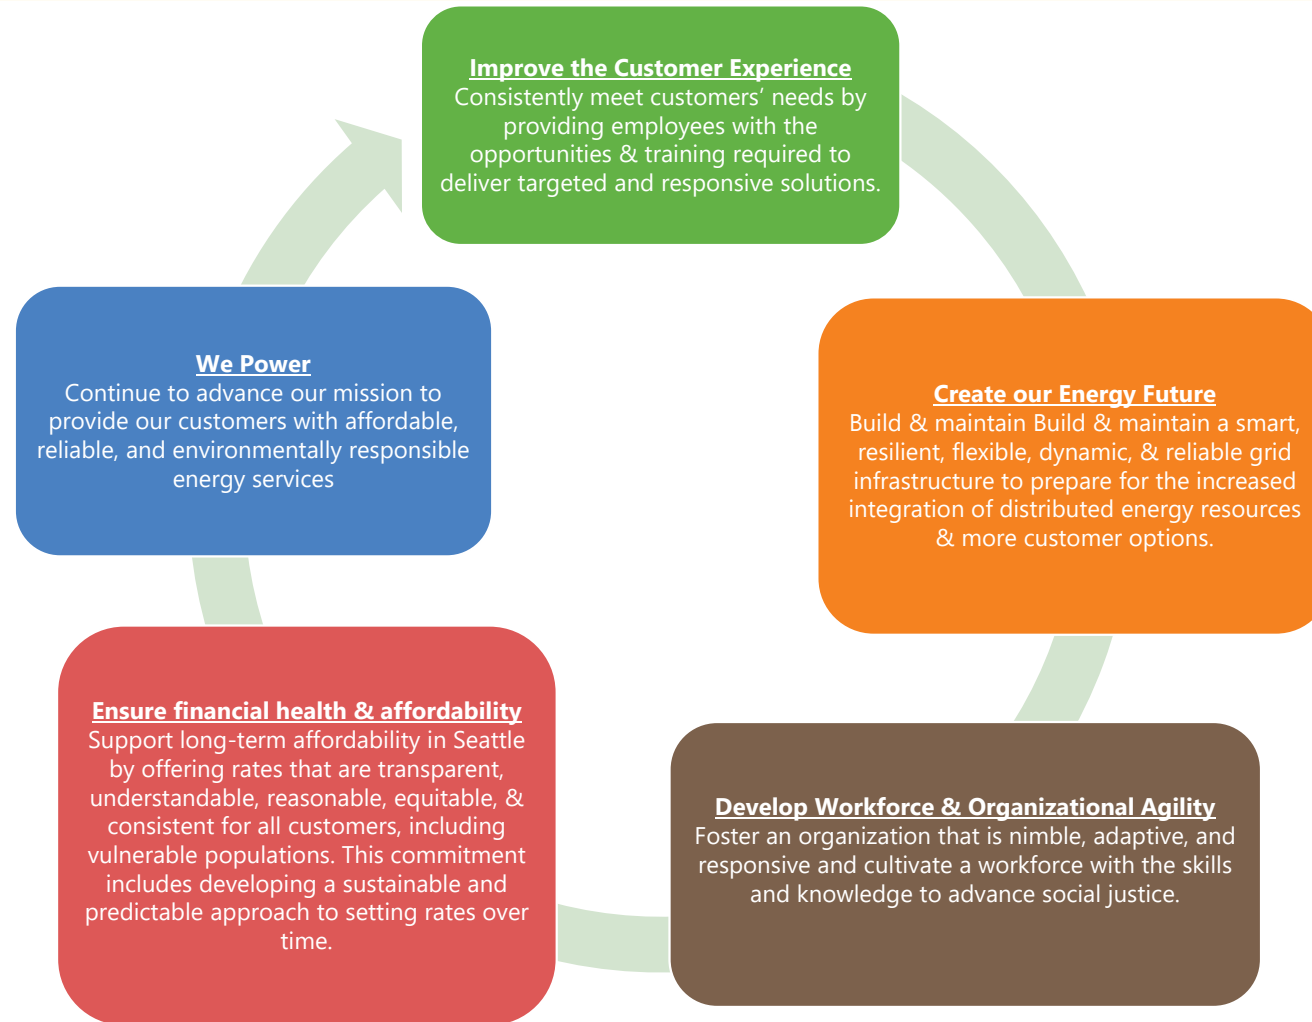 Improve the Customer Experience
Consistently meet customers’ needs by
providing employees with the
opportunities & training required to
deliver targeted and responsive solutions.
Create our Energy Future
Build & maintain Build & maintain a smart,
resilient, flexible, dynamic, & reliable grid
infrastructure to prepare for the increased
integration of distributed energy resources
& more customer options.
Develop Workforce & Organizational Agility
Foster an organization that is nimble, adaptive, and
responsive and cultivate a workforce with the skills
and knowledge to advance social justice.
Ensure financial health & affordability
Support long-term affordability in Seattle
by offering rates that are transparent,
understandable, reasonable, equitable, &
consistent for all customers, including
vulnerable populations. This commitment
includes developing a sustainable and
predictable approach to setting rates over
time.
We Power
Continue to advance our mission to
provide our customers with affordable,
reliable, and environmentally responsible
energy services